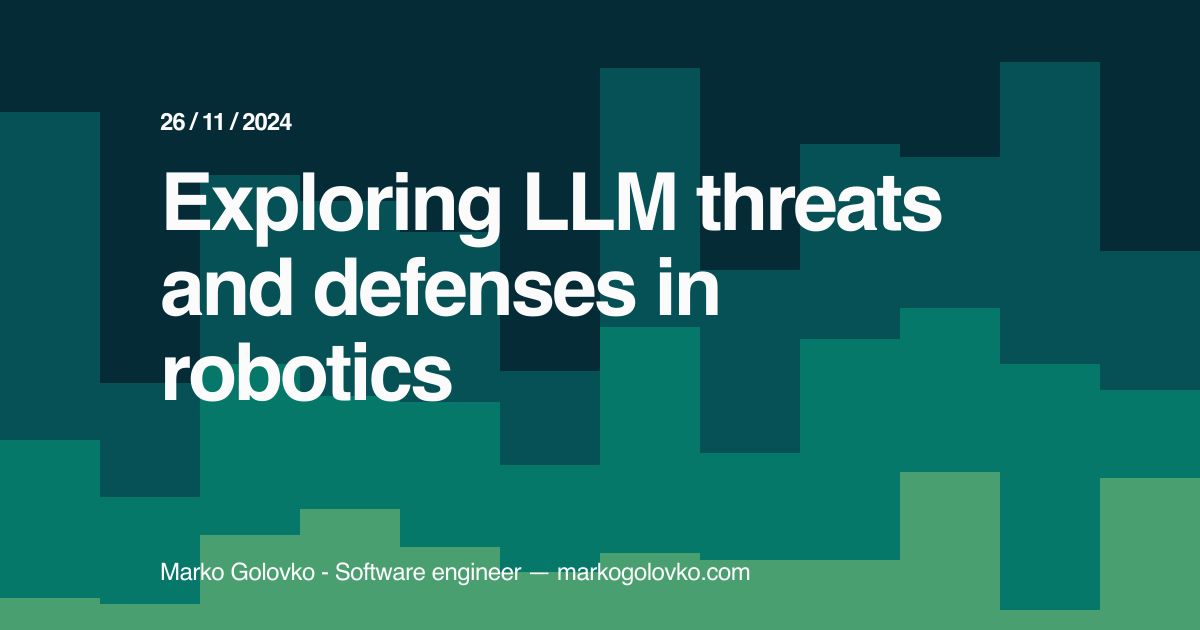 26 / 11 / 2024
Exploring LLM threats
and defenses in
robotics
Marko Golovko - Software engineer — markogolovko.com